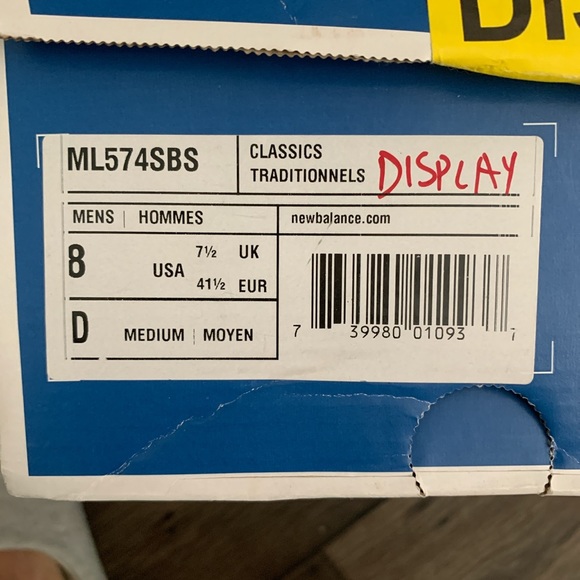 DIS
ML574SBS
CLASSICS
TRADITIONNELS
DISPLAY
MENS | HOMMES
newbalance.com
8 USA 7½ UK
41½ EUR
D MEDIUM | MOYEN
7 39980 01093 7